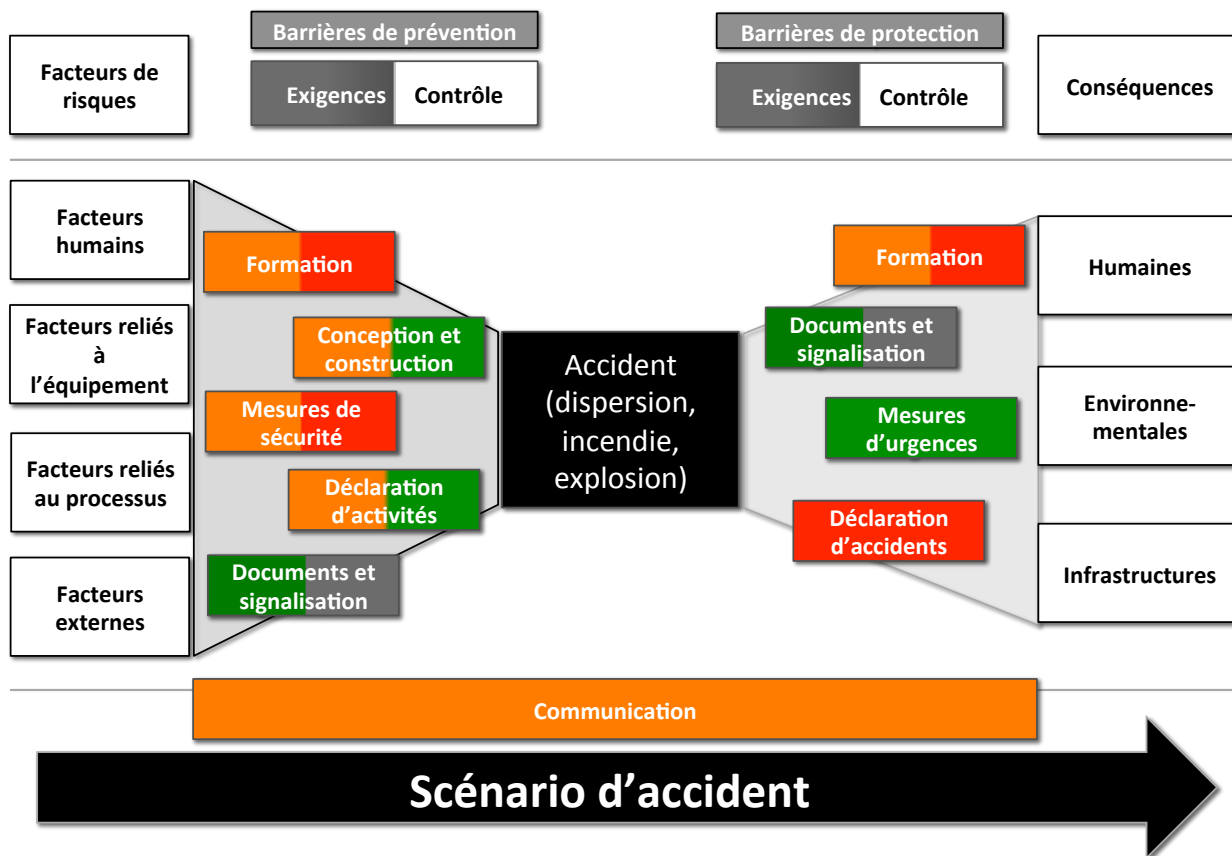 Barrières de prévention
Barrières de protection
Facteurs de
risques
Exigences
Contrôle
Exigences
Contrôle
Conséquences
Facteurs
humains
Facteurs reliés
à
l’équipement
Facteurs reliés
au processus
Facteurs
externes
Formation
Conception et
construction
Mesures de
sécurité
Déclaration
d’activités
Documents et
signalisation
Accident
(dispersion,
incendie,
explosion)
Formation
Documents et
signalisation
Mesures
d’urgences
Déclaration
d’accidents
Humaines
Environne-
mentales
Infrastructures
Communication
Scénario d’accident